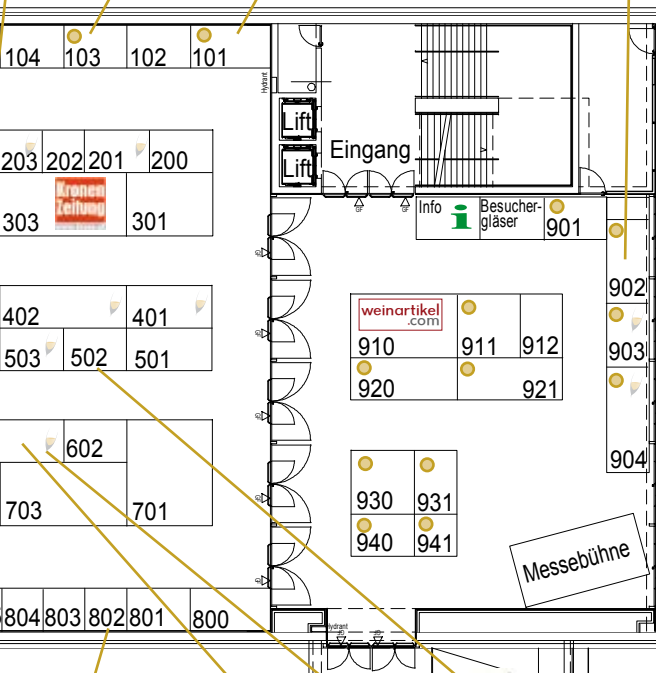 104 103 102 101
Hydrant
Lift
Eingang
Lift
203 202 201 200
Kronen
Zeitung
303 301
Info i Besucher-
gläser 901
902
402 401
weinartikel
.com
910 911 912
903
503 502 501
920 921
602
904
703 701
930 931
940 941
Messebühne
804 803 802 801 800
Hydrant